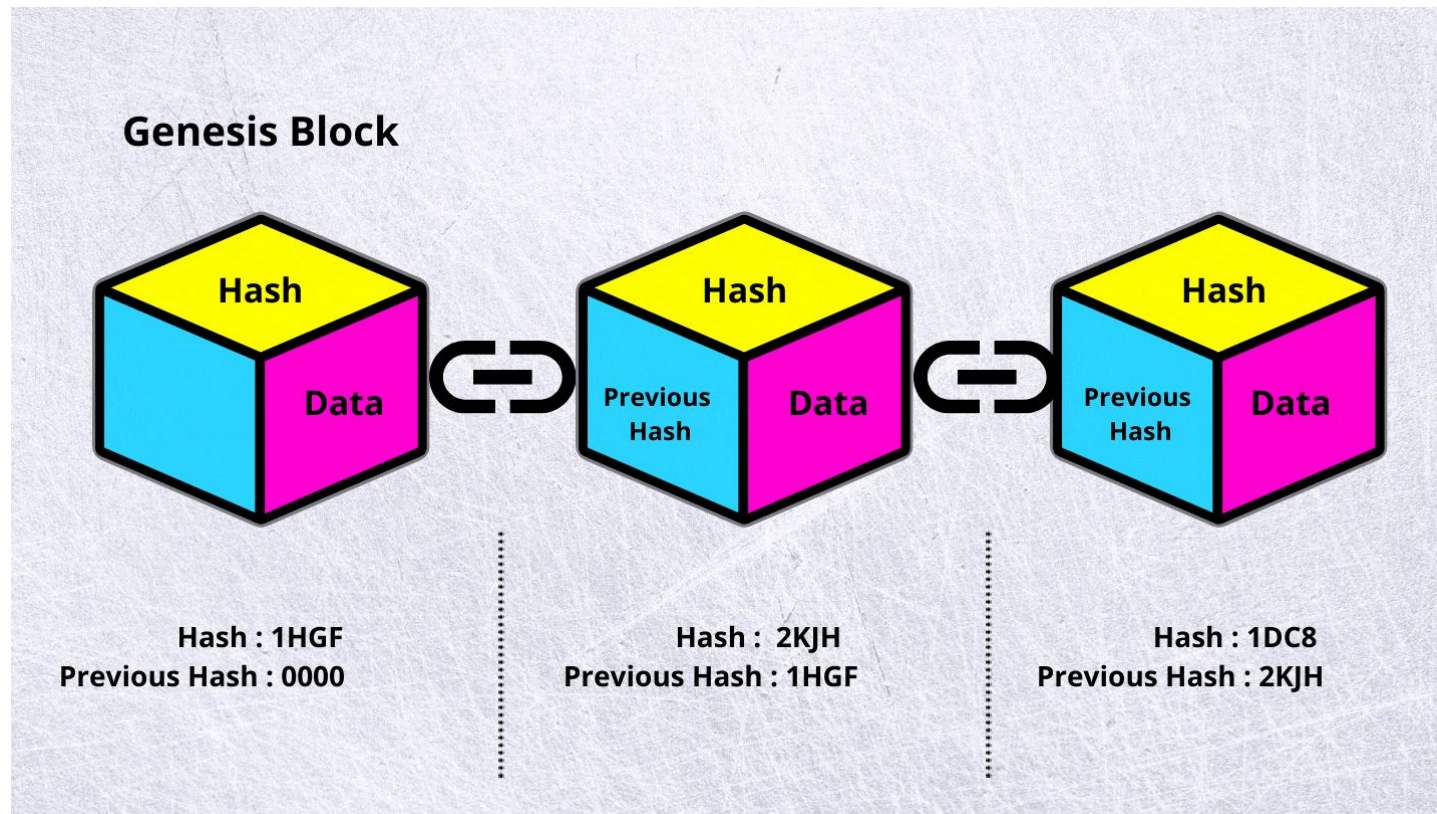 Genesis Block
Hash
Data
Hash
Previous
Hash
Data
Hash
Previous
Hash
Data
Hash : 1HGF
Previous Hash : 0000
Hash :  2KJH
Previous Hash : 1HGF
Hash : 1DC8
Previous Hash : 2KJH